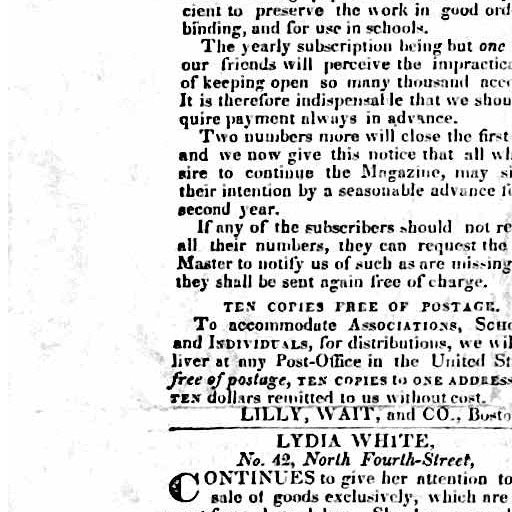 cient to preserve the work in good ord
binding, and for use in schools.
The yearly subscription being but one
our friends will perceive the impractica
of keeping open so many thousand acco
It is therefore indispensable that we shou
quire payment always in advance.
Two numbers more will close the first
and we now give this notice that all wh
sire to continue the Magazine, may si
their intention by a seasonable advance fo
second year.
If any of the subscribers should not re
all their numbers, they can request the
Master to notify us of such as are missing
they shall be sent again free of charge.
TEN COPIES FREE OF POSTAGE.
To accommodate ASSOCIATIONS, SCHO
and INDIVIDUALS, for distributions, we wil
liver at any Post-Office in the United St
free of postage, TEN COPIES to ONE ADDRESS
TEN dollars remitted to us without cost.
LILLY, WAIT, and CO., Bosto
LYDIA WHITE,
No. 42, North Fourth-Street,
CONTINUES to give her attention to
sale of goods exclusively, which are